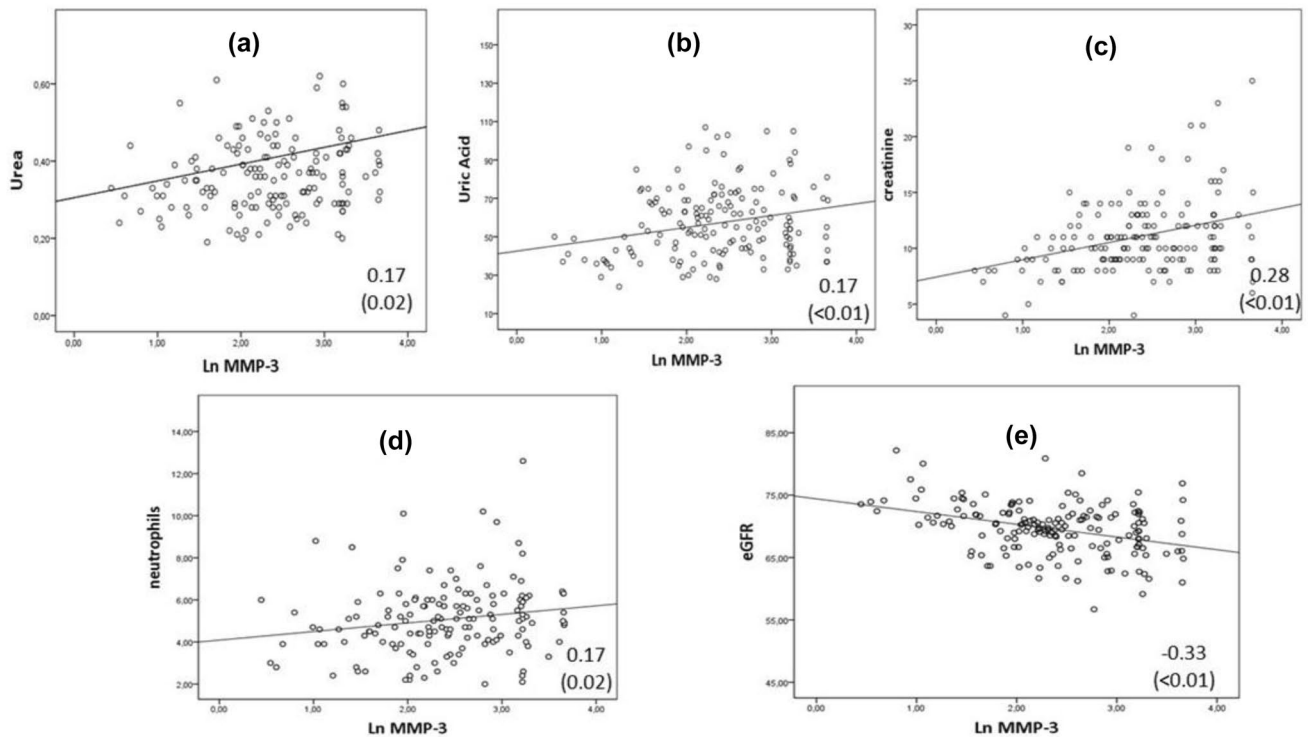 (a)
Urea
0,60
0,40
0,20
0,00
0,00 1,00 2,00 3,00 4,00
Ln MMP-3
0.17
(0.02)
(b)
Uric Acid
150
130
110
90
70
50
30
10
0,00 1,00 2,00 3,00 4,00
Ln MMP-3
0.17
(<0.01)
(c)
creatinine
30
25
20
15
10
5
0,00 1,00 2,00 3,00 4,00
Ln MMP-3
0.28
(<0.01)
(d)
neutrophils
14,00
12,00
10,00
8,00
6,00
4,00
2,00
0,00 1,00 2,00 3,00 4,00
Ln MMP-3
0.17
(0.02)
(e)
eGFR
85,00
75,00
65,00
55,00
45,00
0,00 1,00 2,00 3,00 4,00
Ln MMP-3
-0.33
(<0.01)